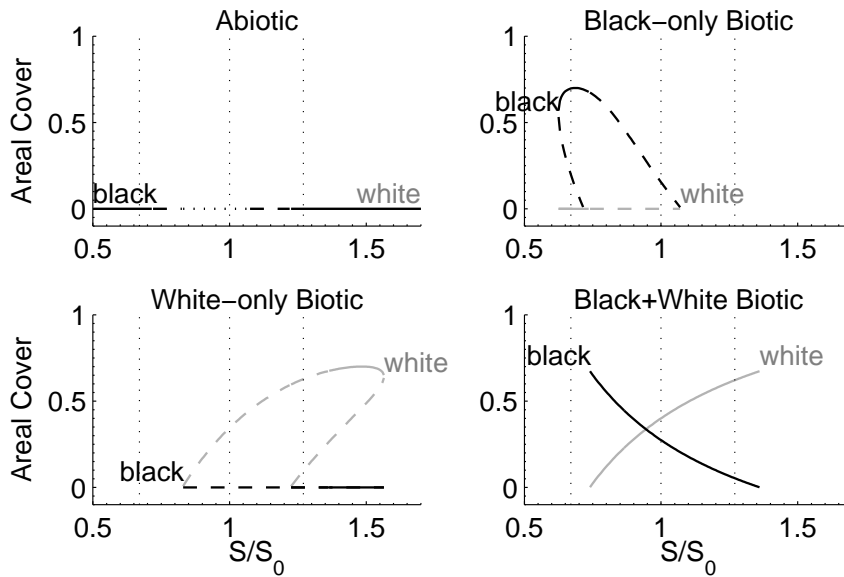 Abiotic
Black−only Biotic
Areal Cover
1
0.5
0
black
white
0.5
1
1.5
1
0.5
0
black
white
0.5
1
1.5
White−only Biotic
Black+White Biotic
Areal Cover
1
0.5
0
black
white
0.5
1
1.5
S/S0
1
0.5
0
black
white
0.5
1
1.5
S/S0